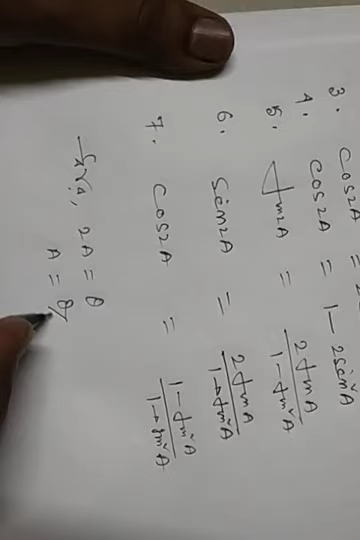 3. cos2A =
4. cos2A = 1 - 2sin²A
5. tan2A = 2tanA / 1 - tan²A
6. sin2A = 2tanA / 1+tan²A
7. cos2A = 1 - tan²A / 1+tan²A
2A = θ
A = θ/